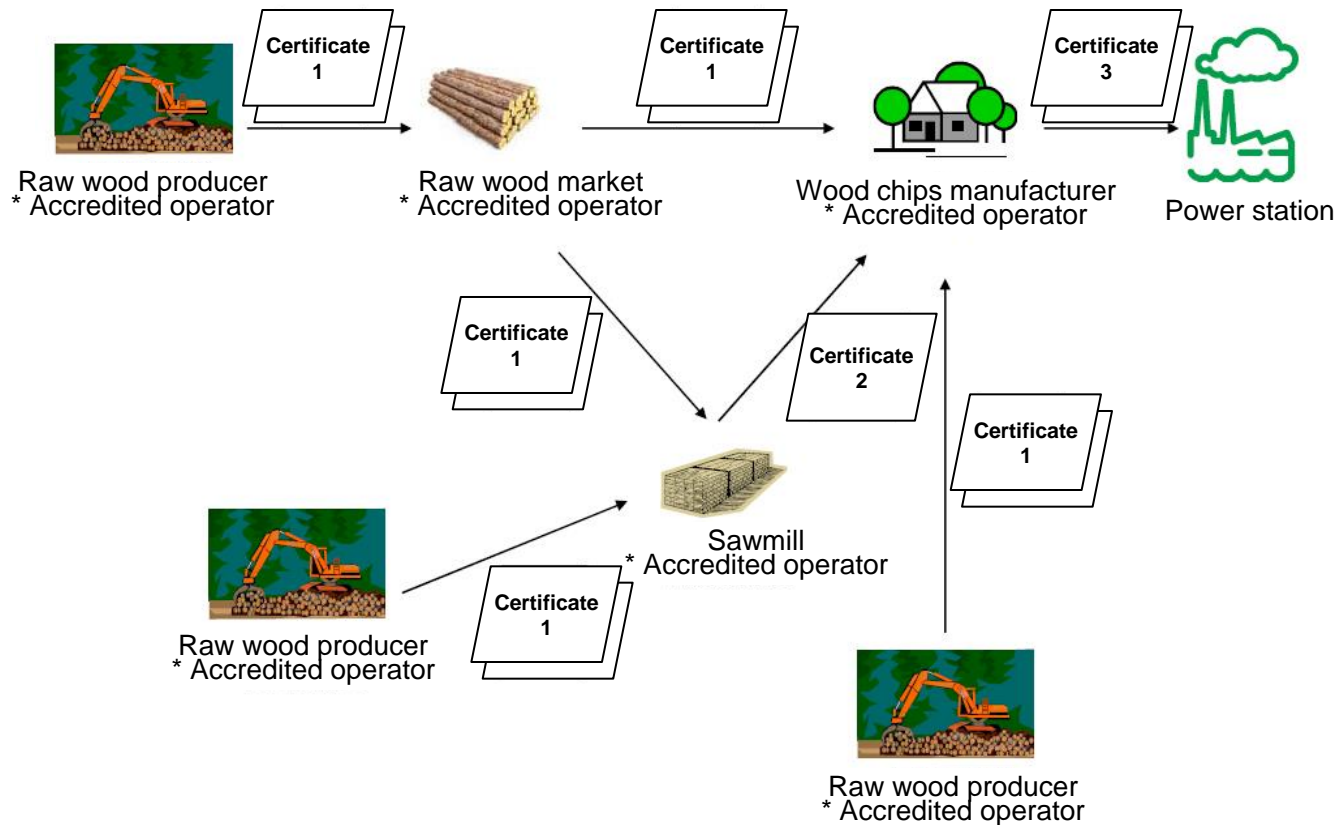 Certificate
1
Certificate
1
Certificate
3
Raw wood producer
* Accredited operator
Raw wood market
* Accredited operator
Wood chips manufacturer
* Accredited operator
Power station
Certificate
1
Certificate
2
Certificate
1
Sawmill
* Accredited operator
Certificate
1
Raw wood producer
* Accredited operator
Raw wood producer
* Accredited operator